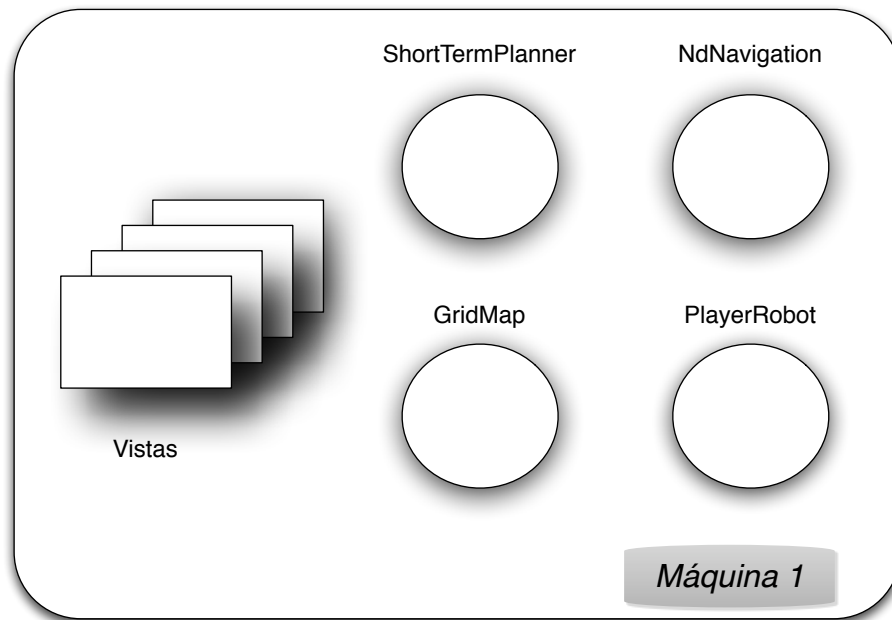 ShortTermPlanner
NdNavigation
GridMap
PlayerRobot
Vistas
Máquina 1